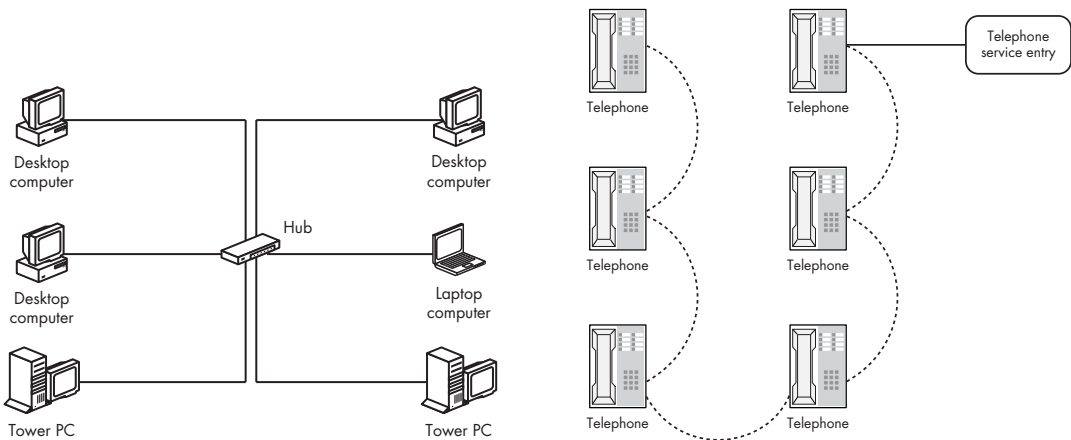 Desktop
computer
Desktop
computer
Hub
Desktop
computer
Laptop
computer
Tower PC
Tower PC
Telephone
Telephone
Telephone
service entry
Telephone
Telephone
Telephone
Telephone